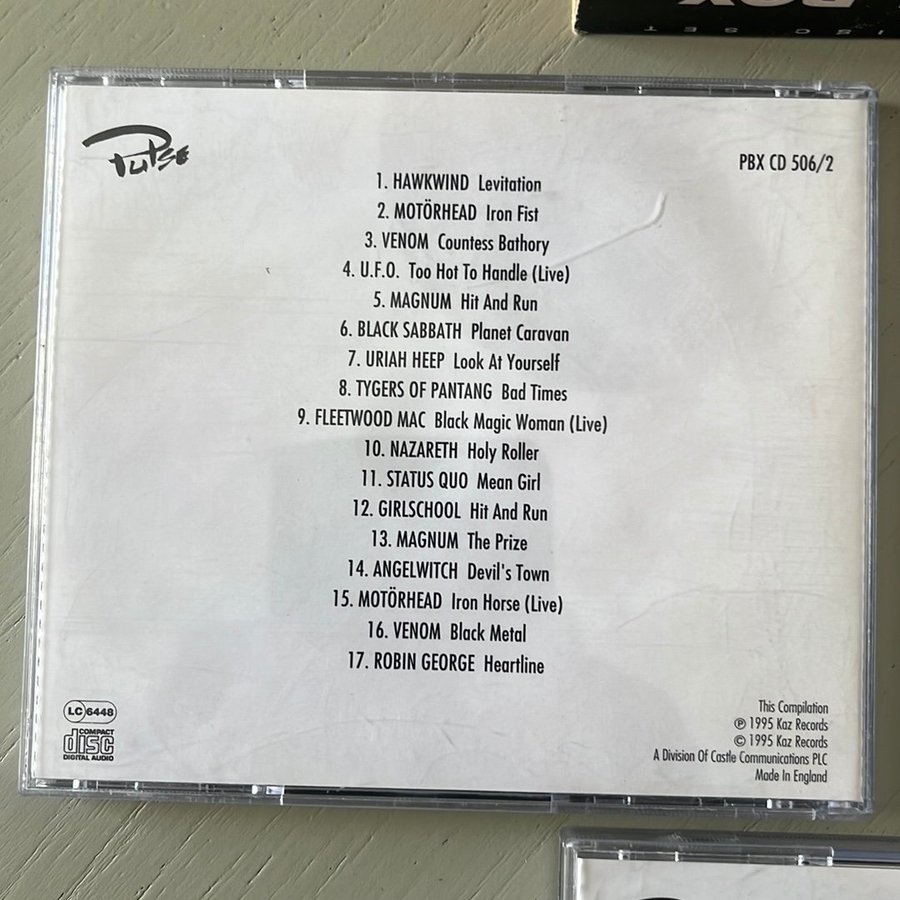 BOX
DISC SET
Pulse
PBX CD 506/2
1. HAWKWIND Levitation
2. MOTÖRHEAD Iron Fist
3. VENOM Countess Bathory
4. U.F.O. Too Hot To Handle (Live)
5. MAGNUM Hit And Run
6. BLACK SABBATH Planet Caravan
7. URIAH HEEP Look At Yourself
8. TYGERS OF PANTANG Bad Times
9. FLEETWOOD MAC Black Magic Woman (Live)
10. NAZARETH Holy Roller
11. STATUS QUO Mean Girl
12. GIRLSCHOOL Hit And Run
13. MAGNUM The Prize
14. ANGELWITCH Devil's Town
15. MOTÖRHEAD Iron Horse (Live)
16. VENOM Black Metal
17. ROBIN GEORGE Heartline
LC 6448
COMPACT
disc
DIGITAL AUDIO
This Compilation
℗ 1995 Kaz Records
© 1995 Kaz Records
A Division Of Castle Communications PLC
Made In England